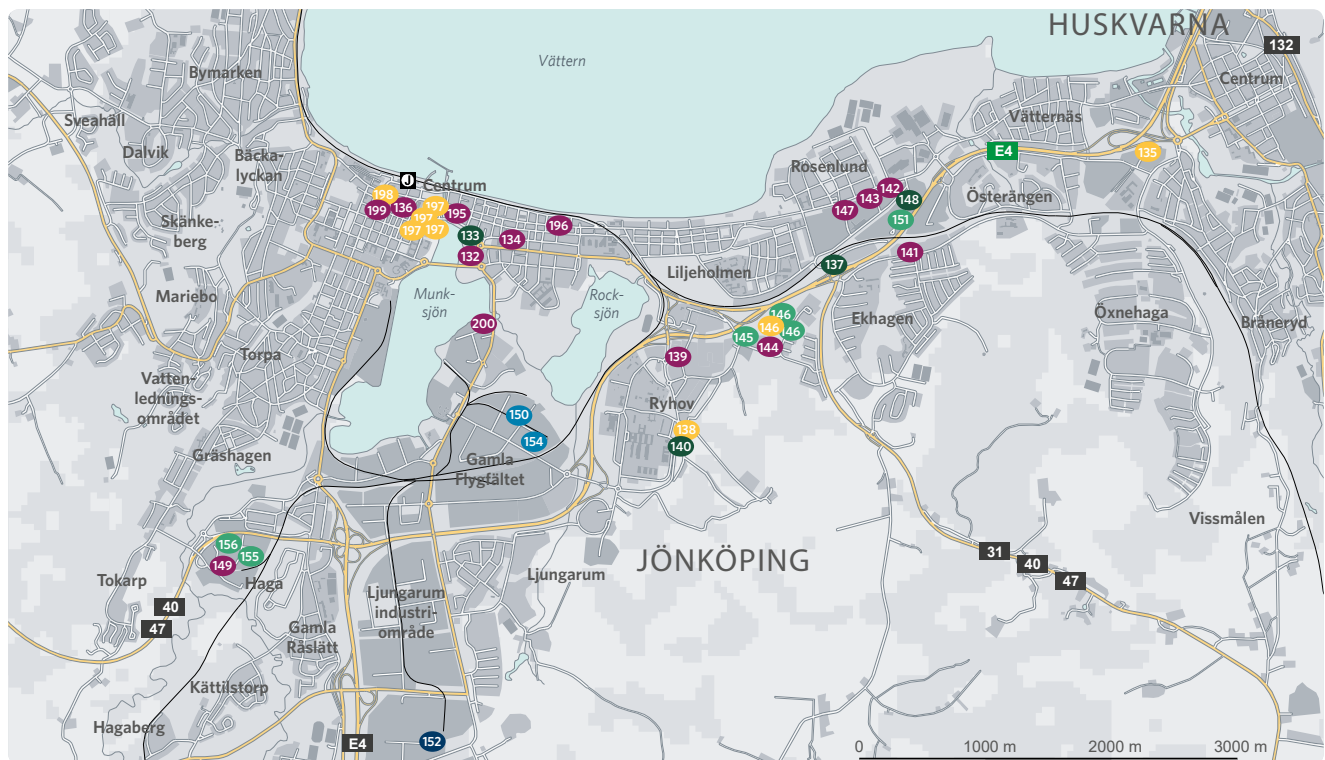 HUSKVARNA
132
Bymarken
Vättern
Centrum
Sveahäll
Vätternäs
Dalvik
Bäcka-
lyckan
E4
135
Rosenlund
J
Centrum
198
199
136
197
197
197
197
195
196
142
143
148
147
151
Österängen
Skänke-
berg
133
134
132
141
137
Liljeholmen
Mariebo
Munk-
sjön
Rock-
sjön
200
146
146
146
145
144
Ekhagen
Öxnehaga
Bråneryd
Torpa
139
Vatten-
lednings-
området
Ryhov
150
154
138
140
Gräshagen
Gamla
Flygfältet
Vissmålen
156
155
149
Haga
JÖNKÖPING
31
40
47
Tokarp
Ljungarum
40
47
Ljungarum
industri-
område
Gamla
Råslätt
Kättilstorp
Hagaberg
E4
152
0
1000 m
2000 m
3000 m